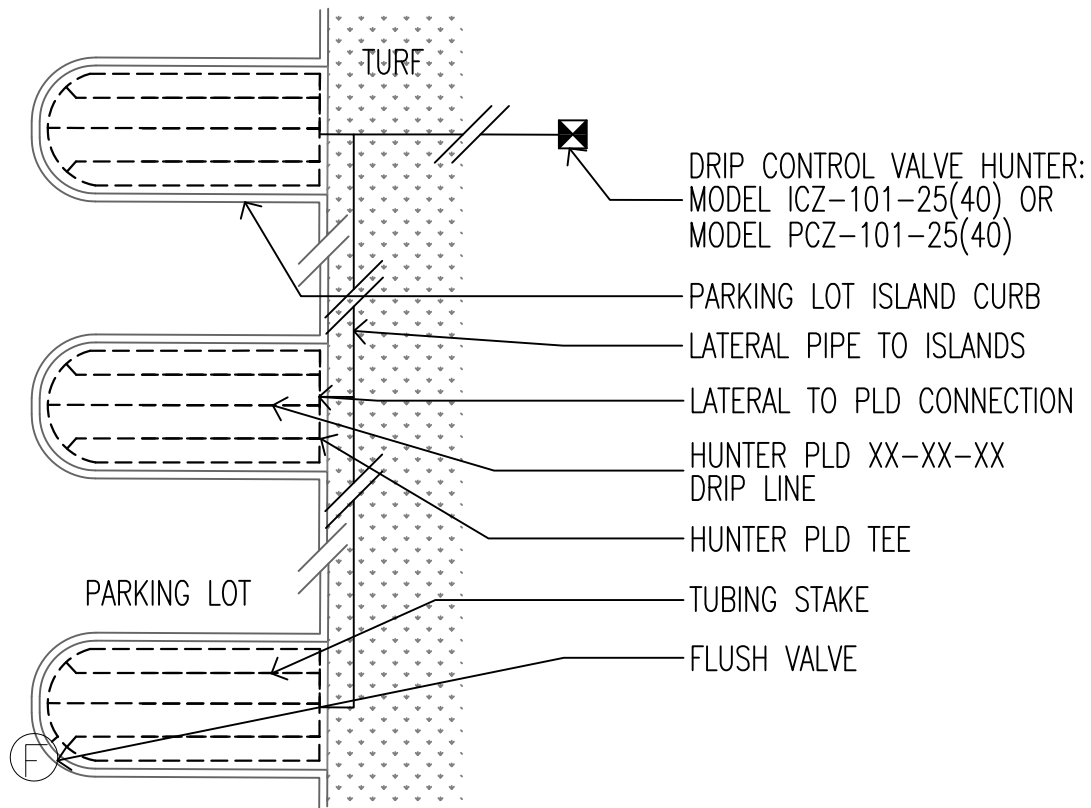 TURF
DRIP CONTROL VALVE HUNTER:
MODEL ICZ-101-25(40) OR
MODEL PCZ-101-25(40)
PARKING LOT ISLAND CURB
LATERAL PIPE TO ISLANDS
LATERAL TO PLD CONNECTION
HUNTER PLD XX-XX-XX
DRIP LINE
HUNTER PLD TEE
PARKING LOT
TUBING STAKE
FLUSH VALVE
F